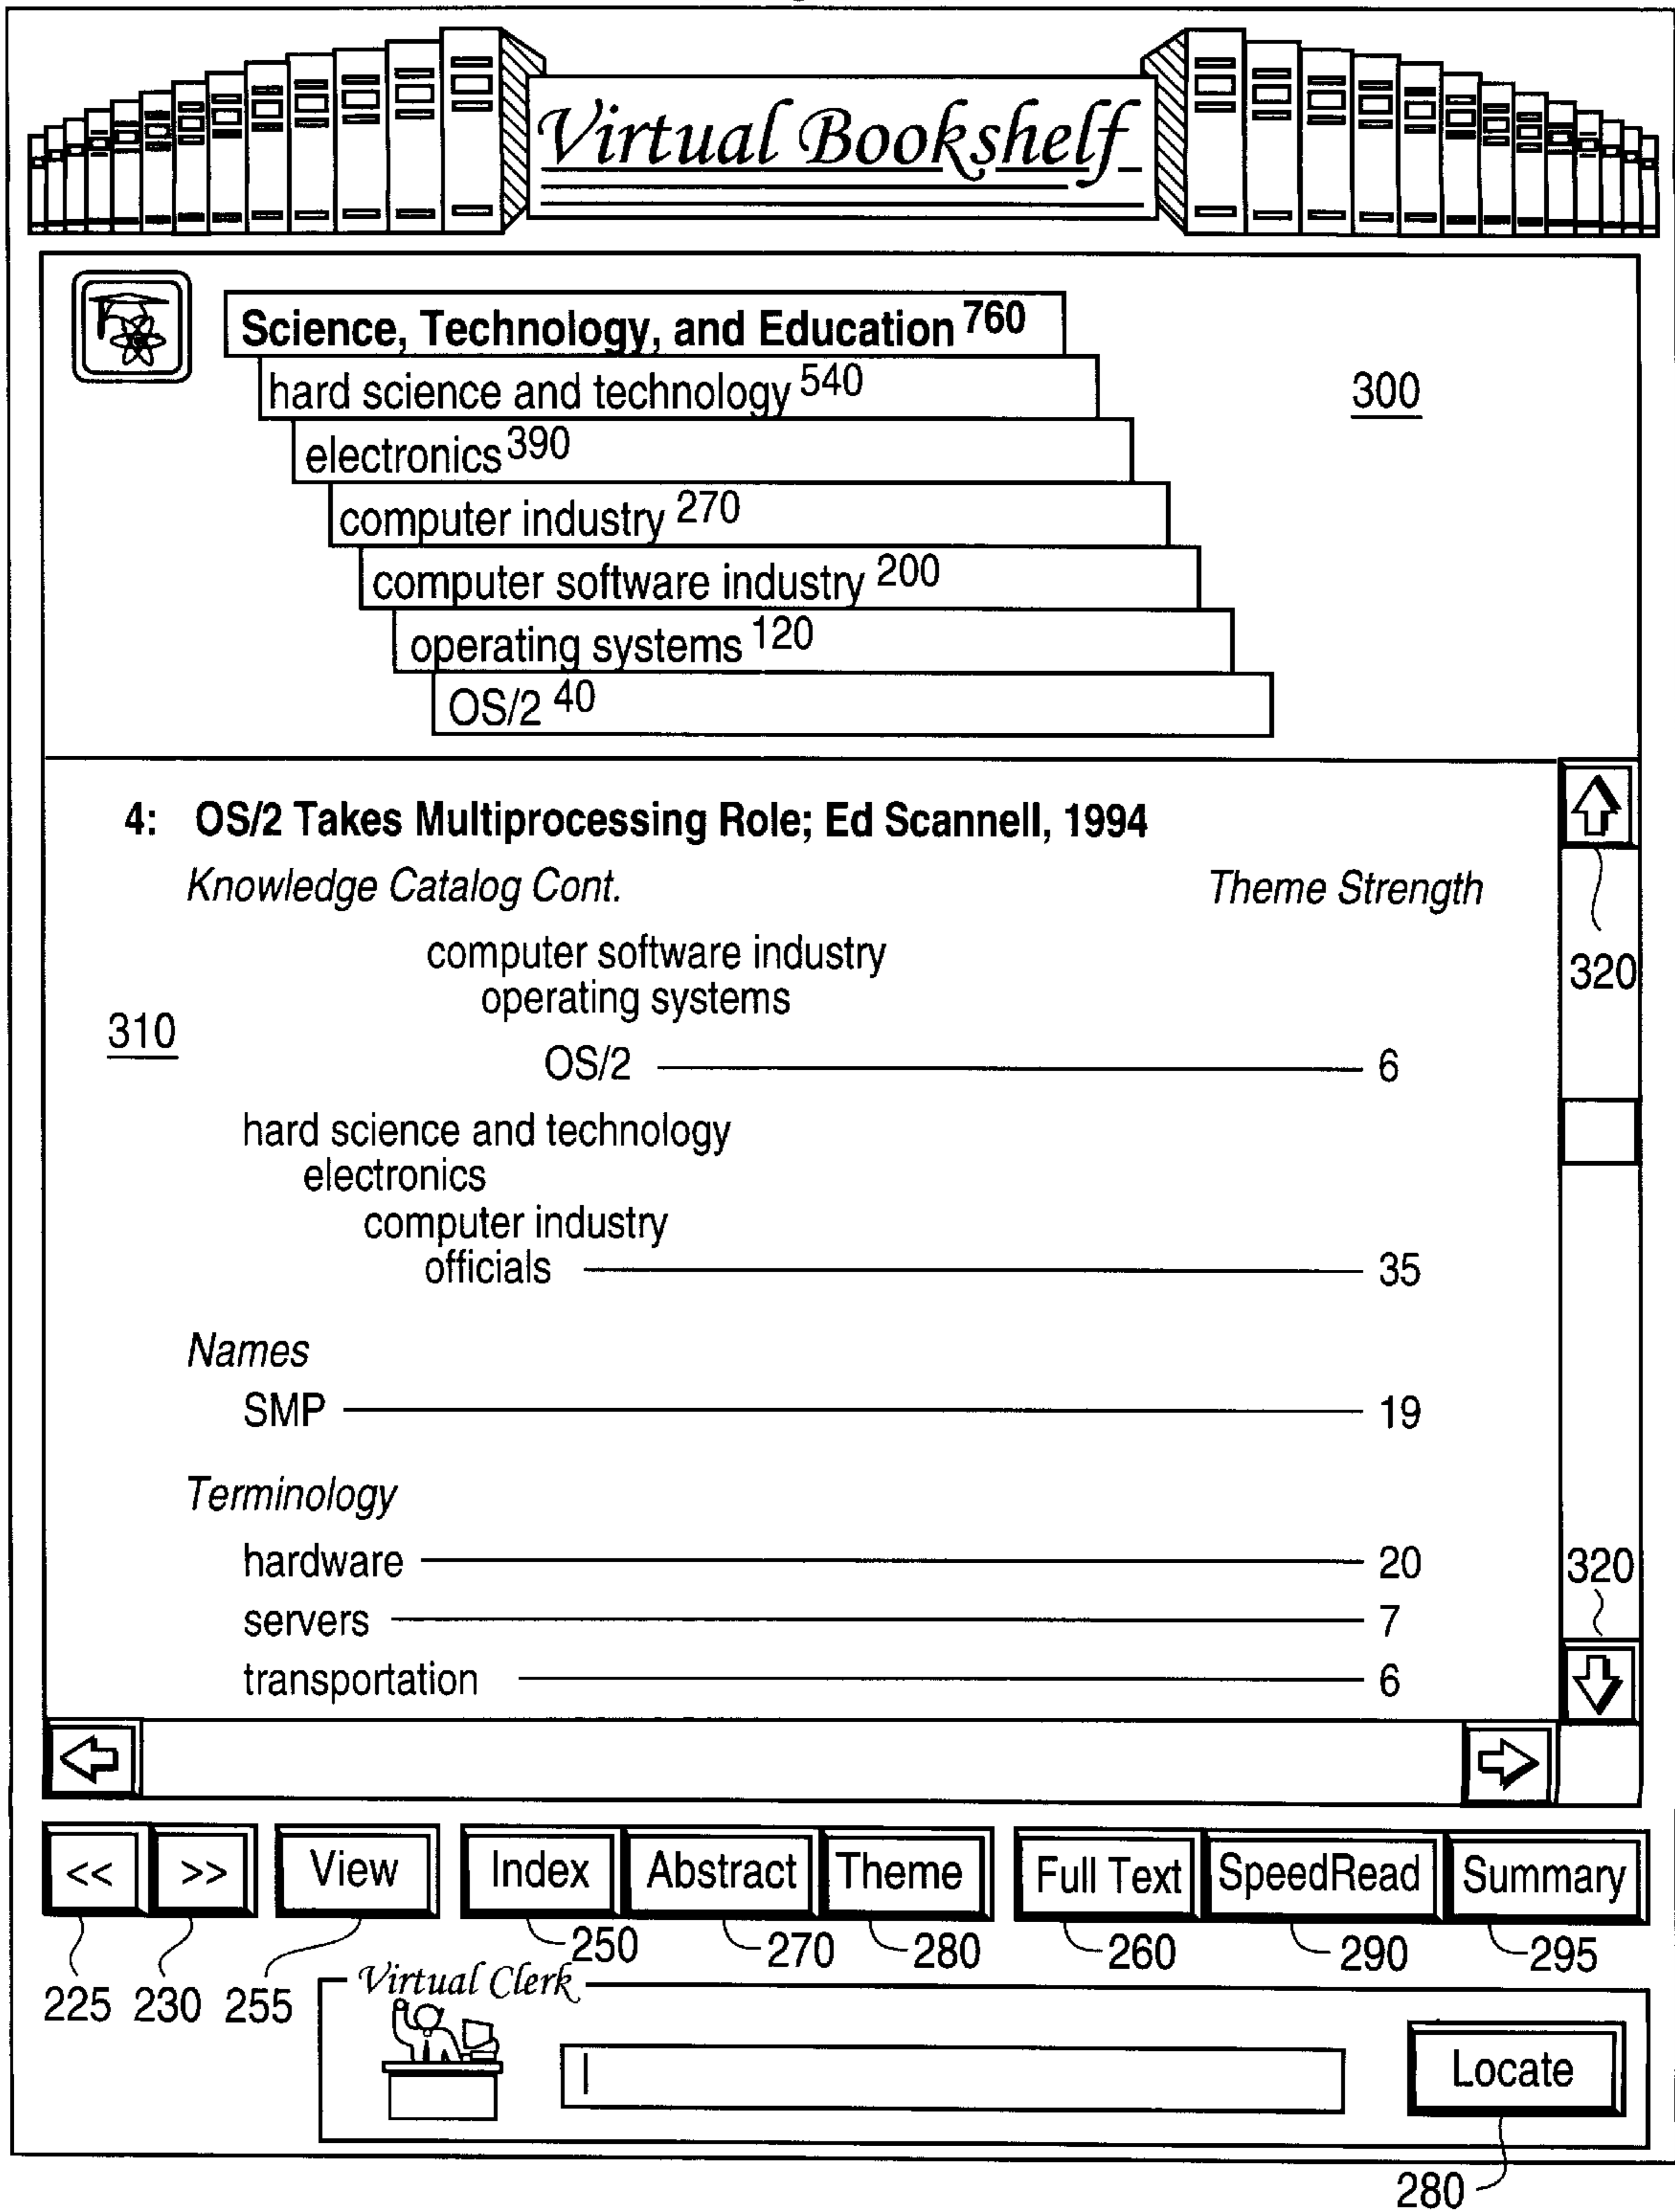 Virtual Bookshelf
Science, Technology, and Education 760
hard science and technology 540
300
electronics 390
computer industry 270
computer software industry 200
operating systems 120
OS/2 40
4: OS/2 Takes Multiprocessing Role; Ed Scannell, 1994
Knowledge Catalog Cont. Theme Strength
computer software industry
320
operating systems
310
OS/2 6
hard science and technology
electronics
computer industry
officials 35
Names
SMP 19
Terminology
hardware 20
320
servers 7
transportation 6
<< >> View Index Abstract Theme Full Text SpeedRead Summary
250 270 280 260 290 295
225 230 255
Virtual Clerk
Locate
280